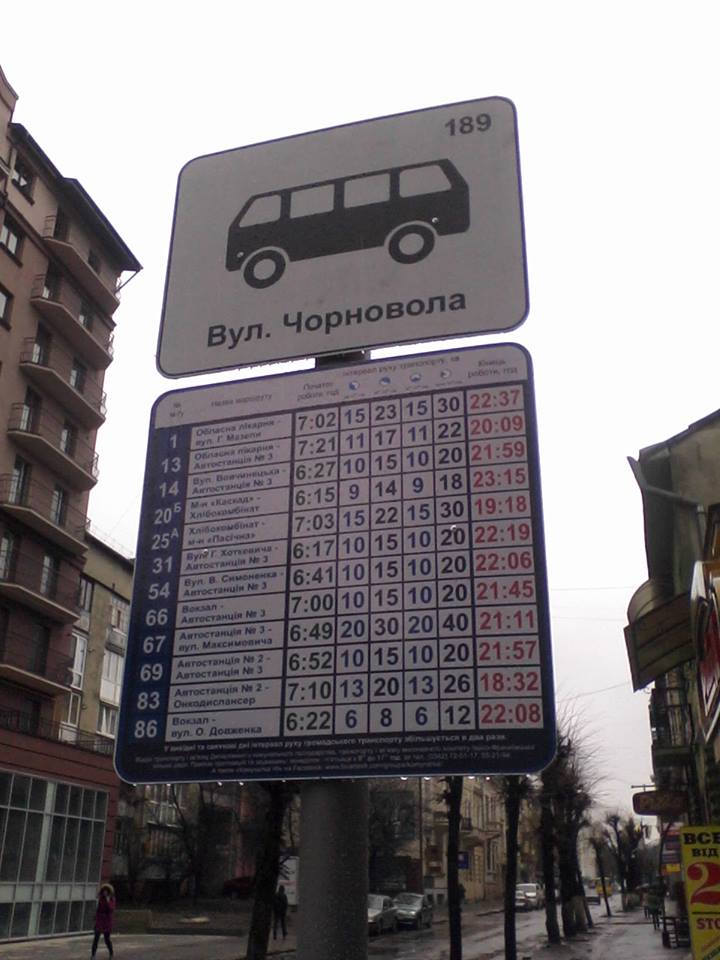 189
Вул. Чорновола
№ м-ту назва маршруту Початок роботи, год Інтервал руху транспорту, хв Кінець роботи, год
1 Обласна лікарня - вул. Г. Мазепи 7:02 15 23 15 30 22:37
13 Обласна лікарня - Автостанція № 3 7:21 11 17 11 22 20:09
14 Вул. Вовчинецька - Автостанція № 3 6:27 10 15 10 20 21:59
20Б М-н «Каскад» - Хлібокомбінат 6:15 9 14 9 18 23:15
25А Хлібокомбінат - м-н «Пасічна» 7:03 15 22 15 30 19:18
31 Вул. Г. Хоткевича - Автостанція № 3 6:17 10 15 10 20 22:19
54 Вул. В. Симоненка - Автостанція № 3 6:41 10 15 10 20 22:06
66 Вокзал - Автостанція № 3 7:00 10 15 10 20 21:45
67 Автостанція № 3 - вул. Максимовича 6:49 20 30 20 40 21:11
69 Автостанція № 2 - Автостанція № 3 6:52 10 15 10 20 21:57
83 Автостанція № 2 - Онкодиспансер 7:10 13 20 13 26 18:32
86 Вокзал - вул. О. Довженка 6:22 6 8 6 12 22:08
У вихідні та святкові дні інтервал руху громадського транспорту збільшується в два рази.
ВСЕ
ВІД
2